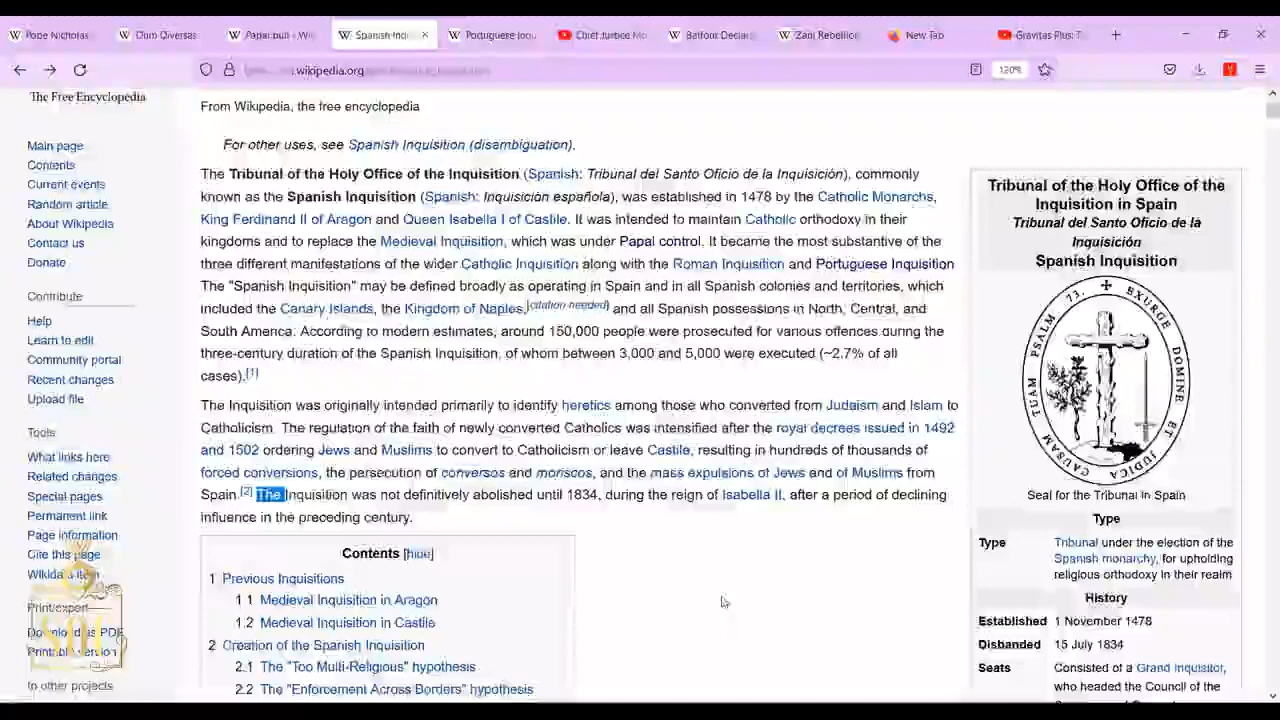 Pope Nicholas
Dum Diversas
Papal bull - Wi
Spanish Inqu
Portuguese Inqu
Chief Justice Mo
Balfour Declara
Zanj Rebellio
New Tab
Gravitas Plus: T
.wikipedia.org
120%
The Free Encyclopedia
Main page
Contents
Current events
Random article
About Wikipedia
Contact us
Donate
Contribute
Help
Learn to edit
Community portal
Recent changes
Upload file
Tools
What links here
Related changes
Special pages
Permanent link
Page information
Cite this page
Wikidata item
Print/export
Download as PDF
Printable version
In other projects
From Wikipedia, the free encyclopedia
For other uses, see Spanish Inquisition (disambiguation).
The Tribunal of the Holy Office of the Inquisition (Spanish: Tribunal del Santo Oficio de la Inquisición), commonly
known as the Spanish Inquisition (Spanish: Inquisición española), was established in 1478 by the Catholic Monarchs,
King Ferdinand II of Aragon and Queen Isabella I of Castile. It was intended to maintain Catholic orthodoxy in their
kingdoms and to replace the Medieval Inquisition, which was under Papal control. It became the most substantive of the
three different manifestations of the wider Catholic Inquisition along with the Roman Inquisition and Portuguese Inquisition
The "Spanish Inquisition" may be defined broadly as operating in Spain and in all Spanish colonies and territories, which
included the Canary Islands, the Kingdom of Naples,[citation needed] and all Spanish possessions in North, Central, and
South America. According to modern estimates, around 150,000 people were prosecuted for various offences during the
three-century duration of the Spanish Inquisition, of whom between 3,000 and 5,000 were executed (~2.7% of all
cases).[1]
The Inquisition was originally intended primarily to identify heretics among those who converted from Judaism and Islam to
Catholicism. The regulation of the faith of newly converted Catholics was intensified after the royal decrees issued in 1492
and 1502 ordering Jews and Muslims to convert to Catholicism or leave Castile, resulting in hundreds of thousands of
forced conversions, the persecution of conversos and moriscos, and the mass expulsions of Jews and of Muslims from
Spain.[2] The Inquisition was not definitively abolished until 1834, during the reign of Isabella II, after a period of declining
influence in the preceding century.
Contents [hide]
1 Previous Inquisitions
1.1 Medieval Inquisition in Aragon
1.2 Medieval Inquisition in Castile
2 Creation of the Spanish Inquisition
2.1 The "Too Multi-Religious" hypothesis
2.2 The "Enforcement Across Borders" hypothesis
Tribunal of the Holy Office of the
Inquisition in Spain
Tribunal del Santo Oficio de la
Inquisición
Spanish Inquisition
EXURGE DOMINE ET JUDICA CAUSAM TUAM PSALM 73.
Seal for the Tribunal in Spain
Type
Type Tribunal under the election of the
Spanish monarchy, for upholding
religious orthodoxy in their realm
History
Established 1 November 1478
Disbanded 15 July 1834
Seats Consisted of a Grand Inquisitor,
who headed the Council of the